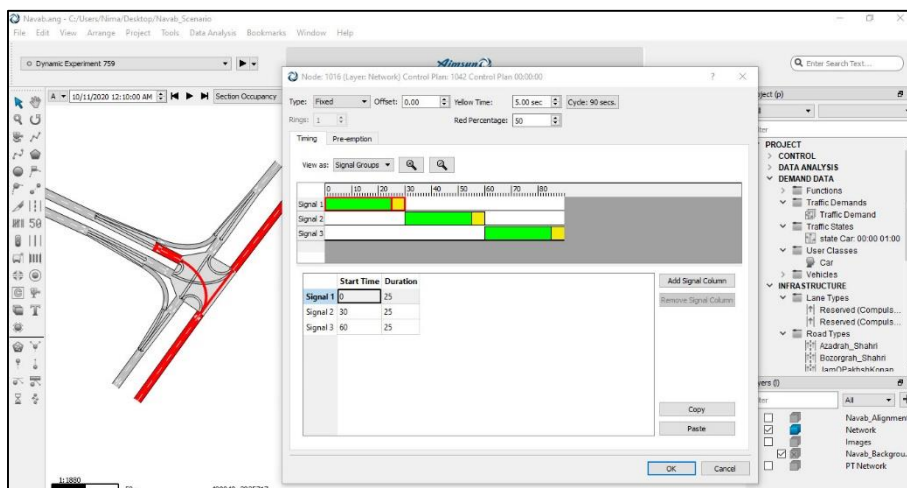 Navab.ang - C:/Users/Nima/Desktop/Navab_Scenario
File Edit View Arrange Project Tools Data Analysis Bookmarks Window Help
Dynamic Experiment 759
Aimsun
Enter Search Text...
A 10/11/2020 12:10:00 AM Section Occupancy
Node: 1016 (Layer: Network) Control Plan: 1042 Control Plan 00:00:00
Type: Fixed Offset: 0.00 Yellow Time: 5.00 sec Cycle: 90 secs.
Rings: 1 Red Percentage: 50
Timing Pre-emption
View as: Signal Groups
0 10 20 30 40 50 60 70 80
Signal 1
Signal 2
Signal 3
Start Time Duration
Signal 1 0 25
Signal 2 30 25
Signal 3 60 25
Add Signal Column
Remove Signal Column
Copy
Paste
OK Cancel
ject (p)
All
ter
PROJECT
CONTROL
DATA ANALYSIS
DEMAND DATA
Functions
Traffic Demands
Traffic Demand
Traffic States
state Car: 00:00 01:00
User Classes
Car
Vehicles
INFRASTRUCTURE
Lane Types
Reserved (Compuls...
Reserved (Compuls...
Road Types
Azadrah_Shahri
Bozorgrah_Shahri
JamOPakhshKonan
yers (l)
ter All
Navab_Alignment
Network
Images
Navab_Backgrou...
PT Network
1:1880